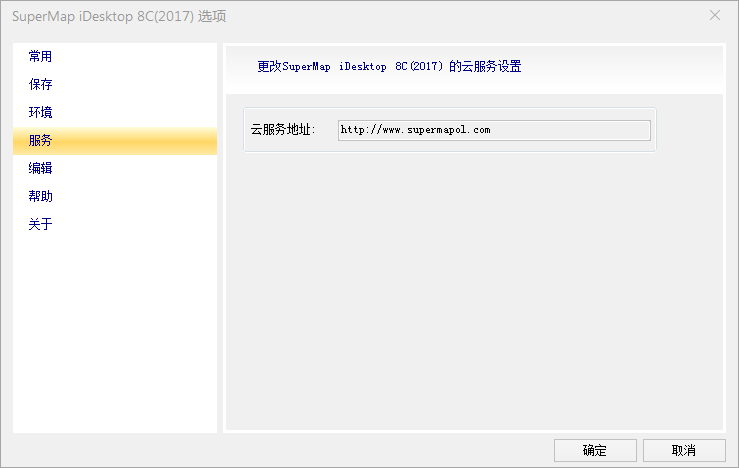 SuperMap iDesktop 8C(2017) 选项
常用
保存
环境
服务
编辑
帮助
关于
更改SuperMap iDesktop 8C(2017) 的云服务设置
云服务地址: http://www.supermapol.com
确定 取消